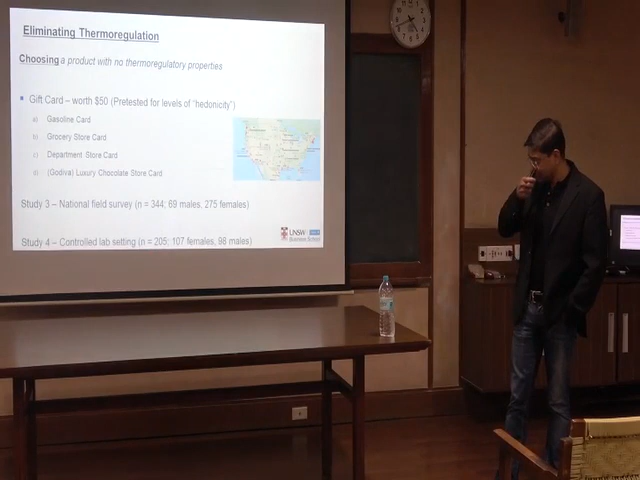 Eliminating Thermoregulation
Choosing a product with no thermoregulatory properties
Gift Card – worth $50 (Pretested for levels of "hedonicity")
a) Gasoline Card
b) Grocery Store Card
c) Department Store Card
d) (Godiva) Luxury Chocolate Store Card
Study 3 – National field survey (n = 344; 69 males, 275 females)
UNSW
Business School
Study 4 – Controlled lab setting (n = 205; 107 females, 98 males)